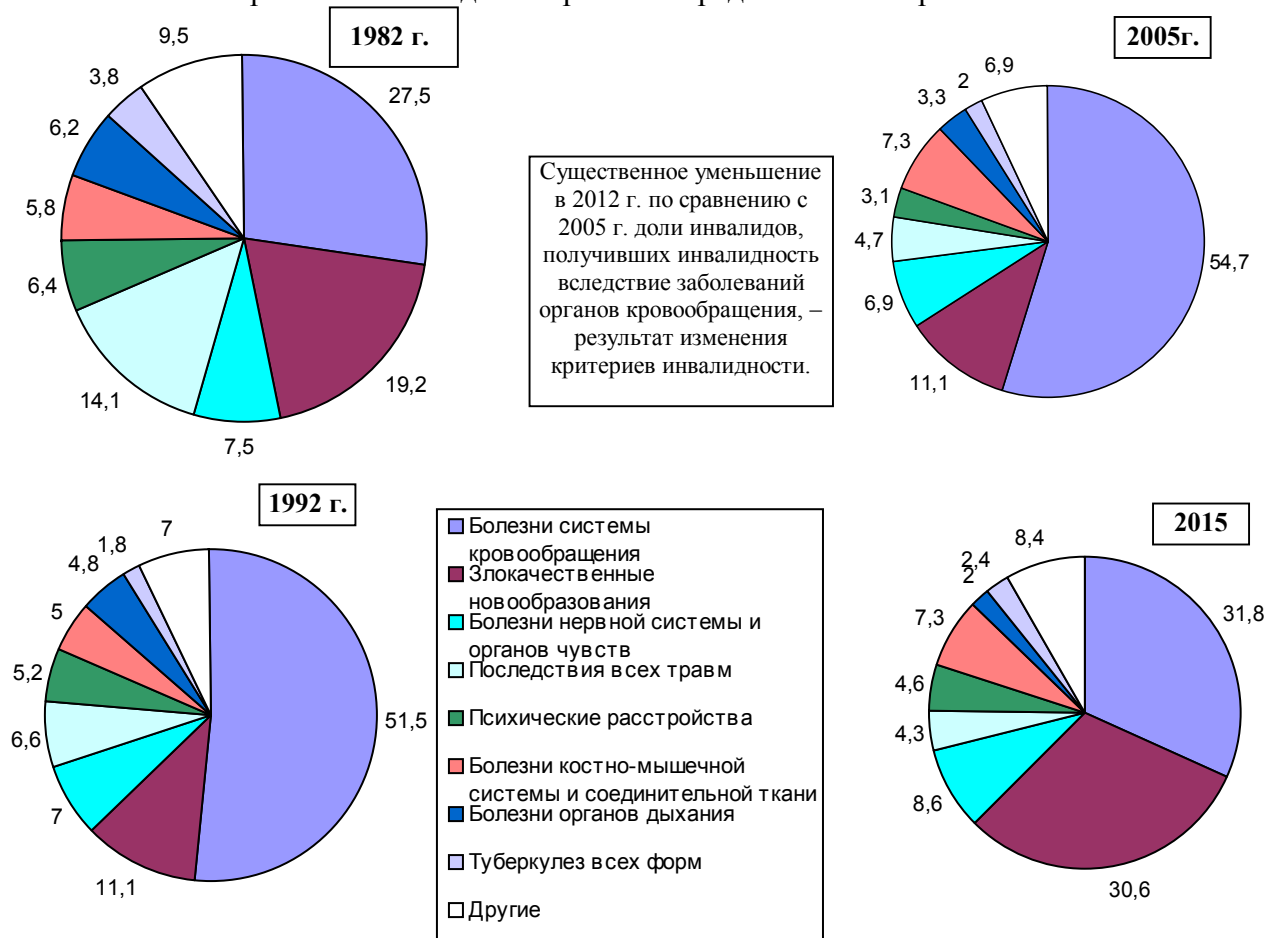 1982 г.
9,5
3,8
6,2
5,8
6,4
14,1
7,5
19,2
27,5
Существенное уменьшение
в 2012 г. по сравнению с
2005 г. доли инвалидов,
получивших инвалидность
вследствие заболеваний
органов кровообращения, –
результат изменения
критериев инвалидности.
2005г.
6,9
2
3,3
7,3
3,1
4,7
6,9
11,1
54,7
1992 г.
7
1,8
4,8
5
5,2
6,6
7
11,1
51,5
Болезни системы
кровообращения
Злокачественные
новообразования
Болезни нервной системы и
органов чувств
Последствия всех травм
Психические расстройства
Болезни костно-мышечной
системы и соединительной ткани
Болезни органов дыхания
Туберкулез всех форм
Другие
2015
8,4
2,4
2
7,3
4,6
4,3
8,6
30,6
31,8